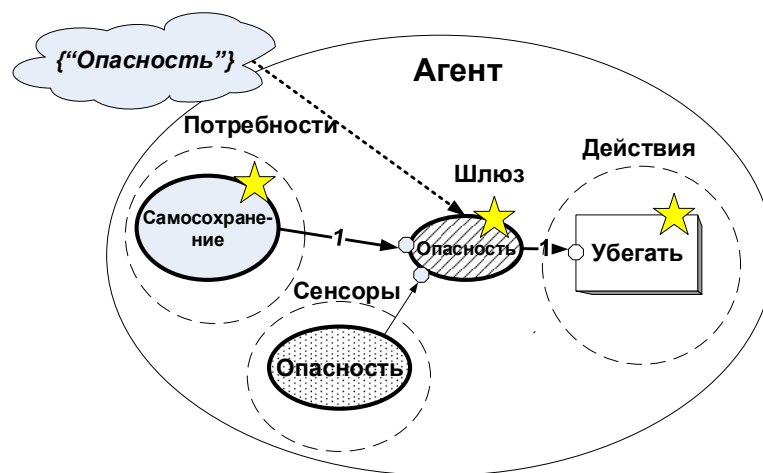 {“Опасность”}
Агент
Потребности
Действия
Шлюз
Самосохране-
ние
1
Опасность
1
Убегать
Сенсоры
Опасность